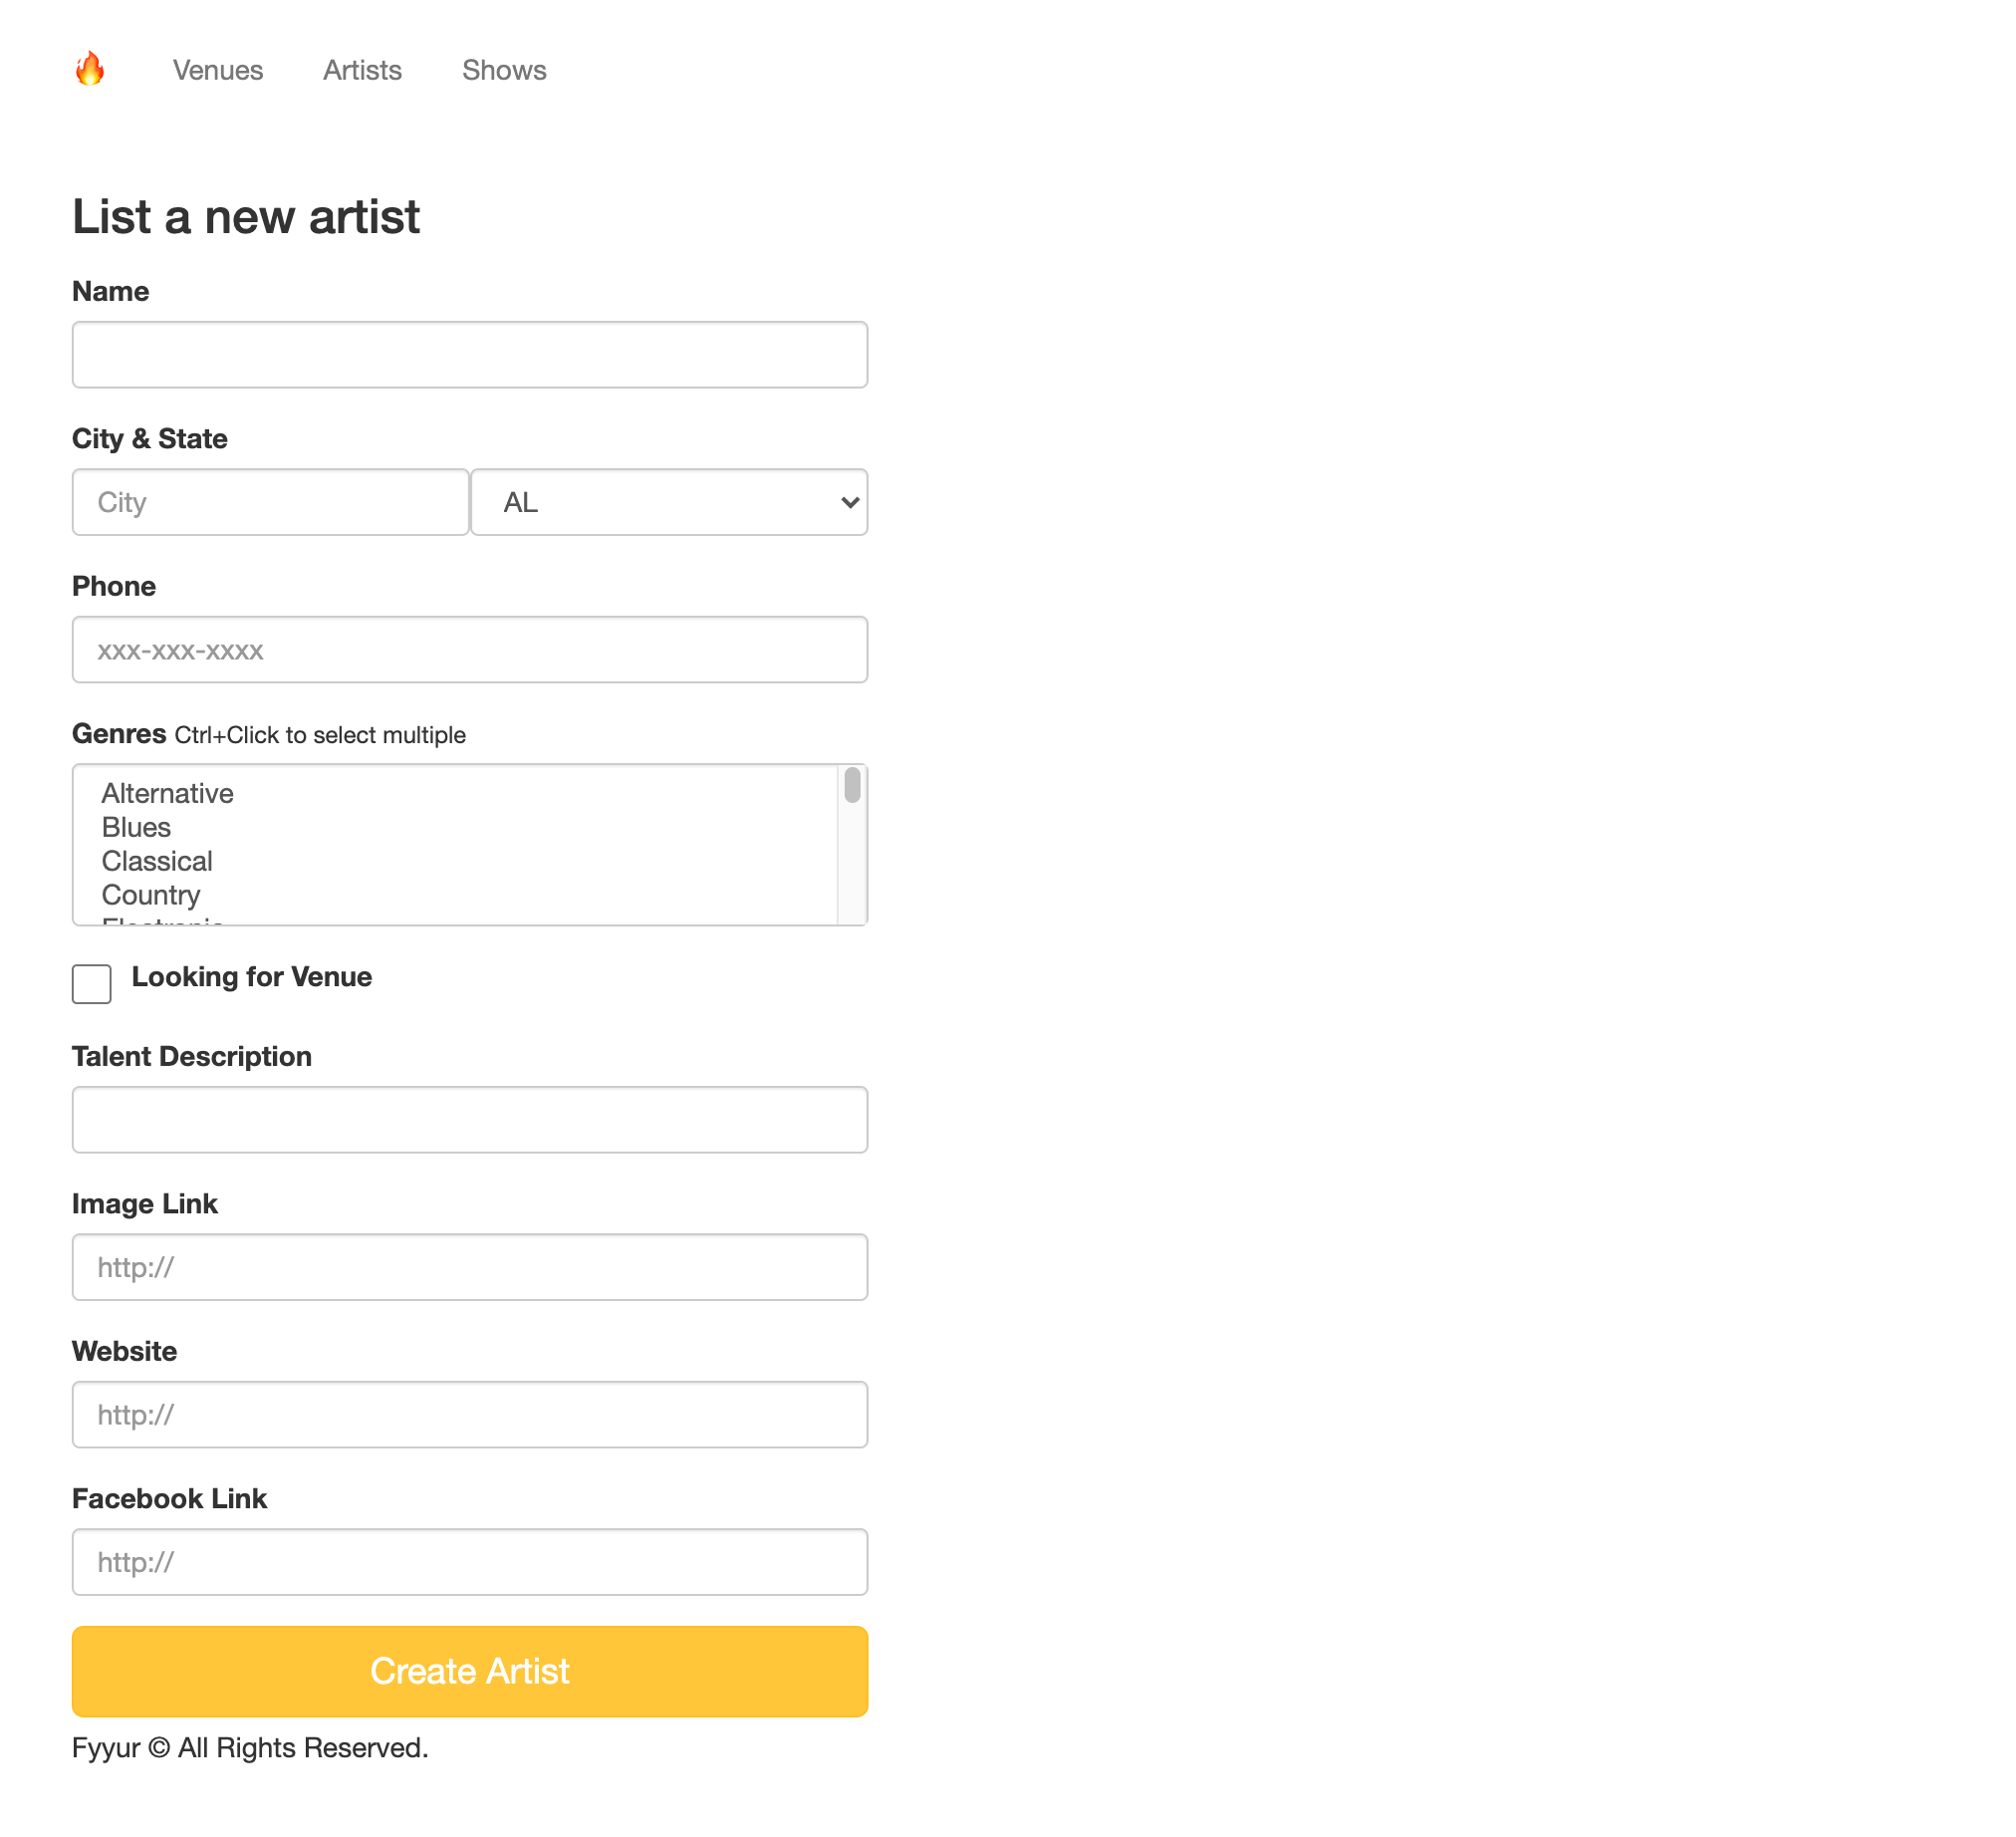 Venues Artists Shows
List a new artist
Name
City & State
City AL
Phone
xxx-xxx-xxxx
Genres Ctrl+Click to select multiple
Alternative
Blues
Classical
Country
Electronic
Looking for Venue
Talent Description
Image Link
http://
Website
http://
Facebook Link
http://
Create Artist
Fyyur © All Rights Reserved.